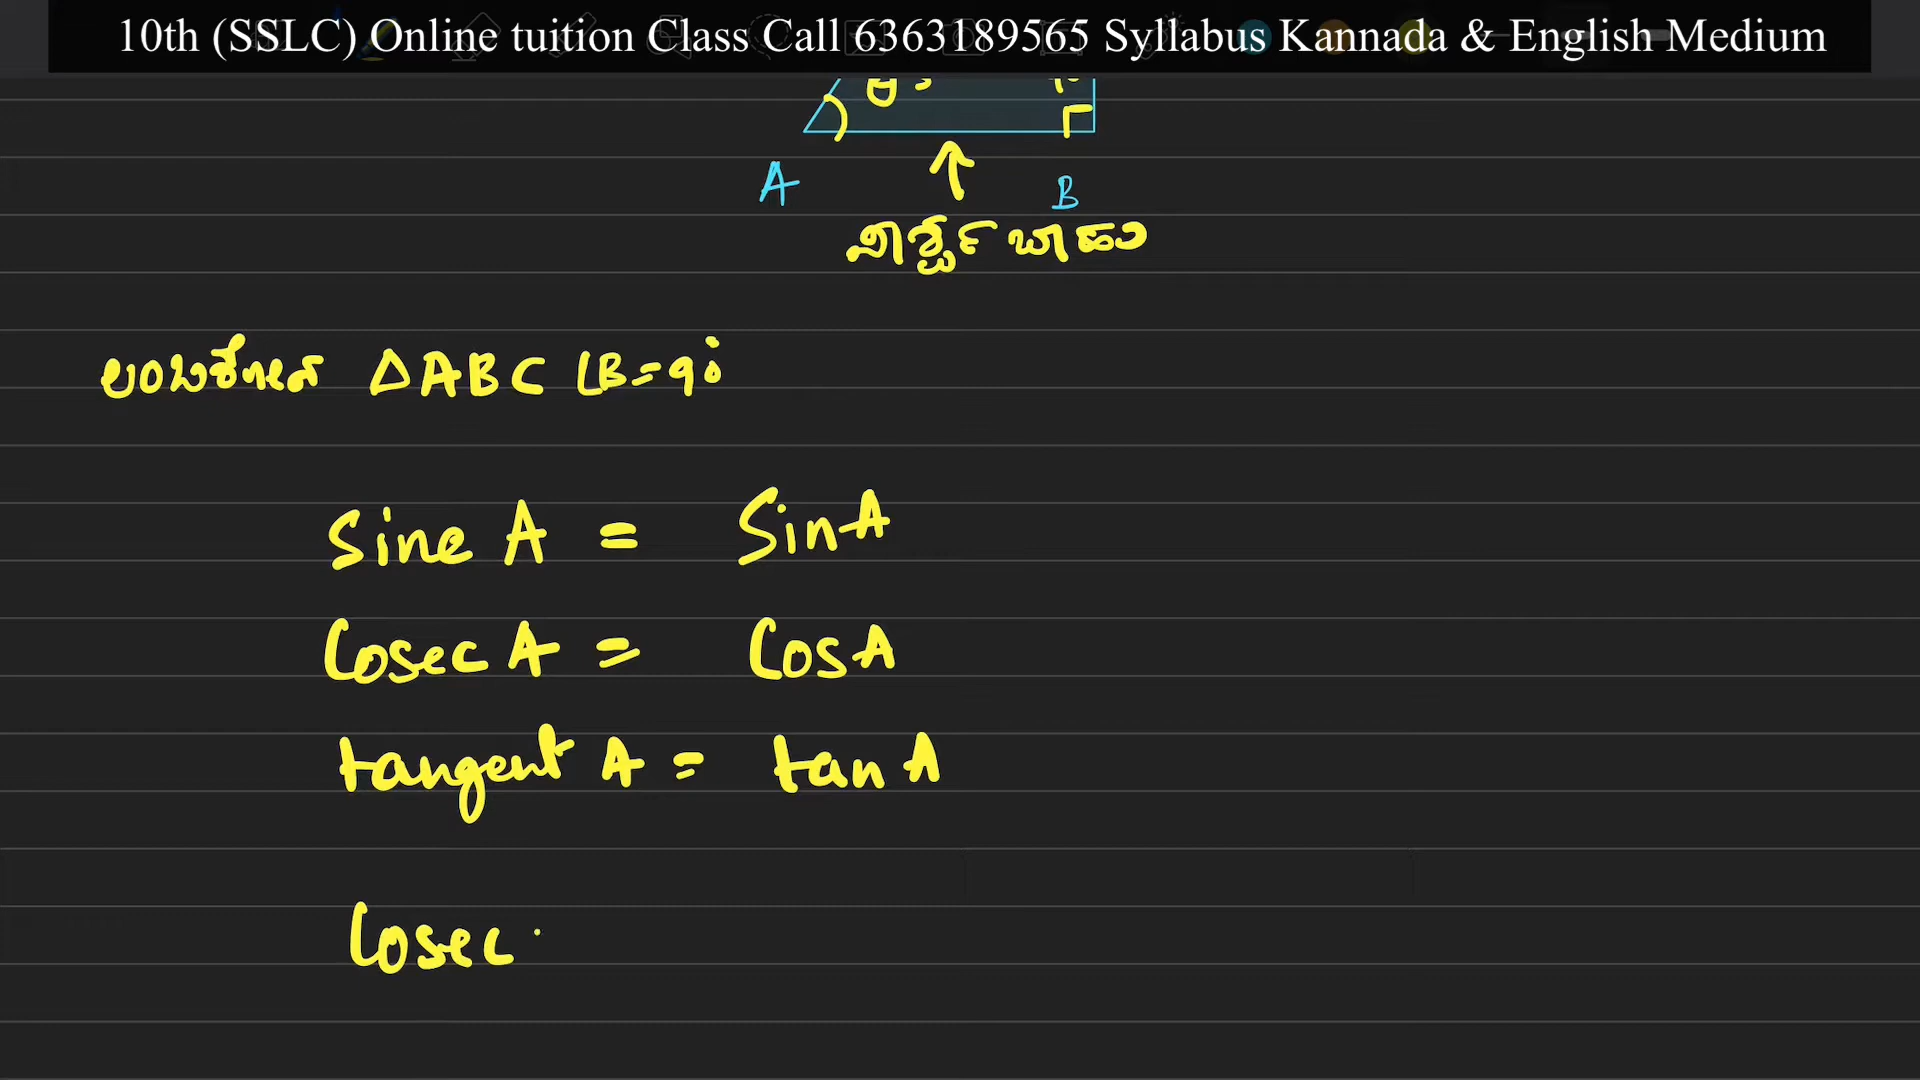 10th (SSLC) Online tuition Class Call 6363189565 Syllabus Kannada & English Medium
θ
A B
ಪಾರ್ಶ್ವ ಬಾಹು
ಲಂಬಕೋನ △ABC ∠B=90°
Sine A = Sin A
Cosec A = Cos A
tangent A = tan A
Cosec